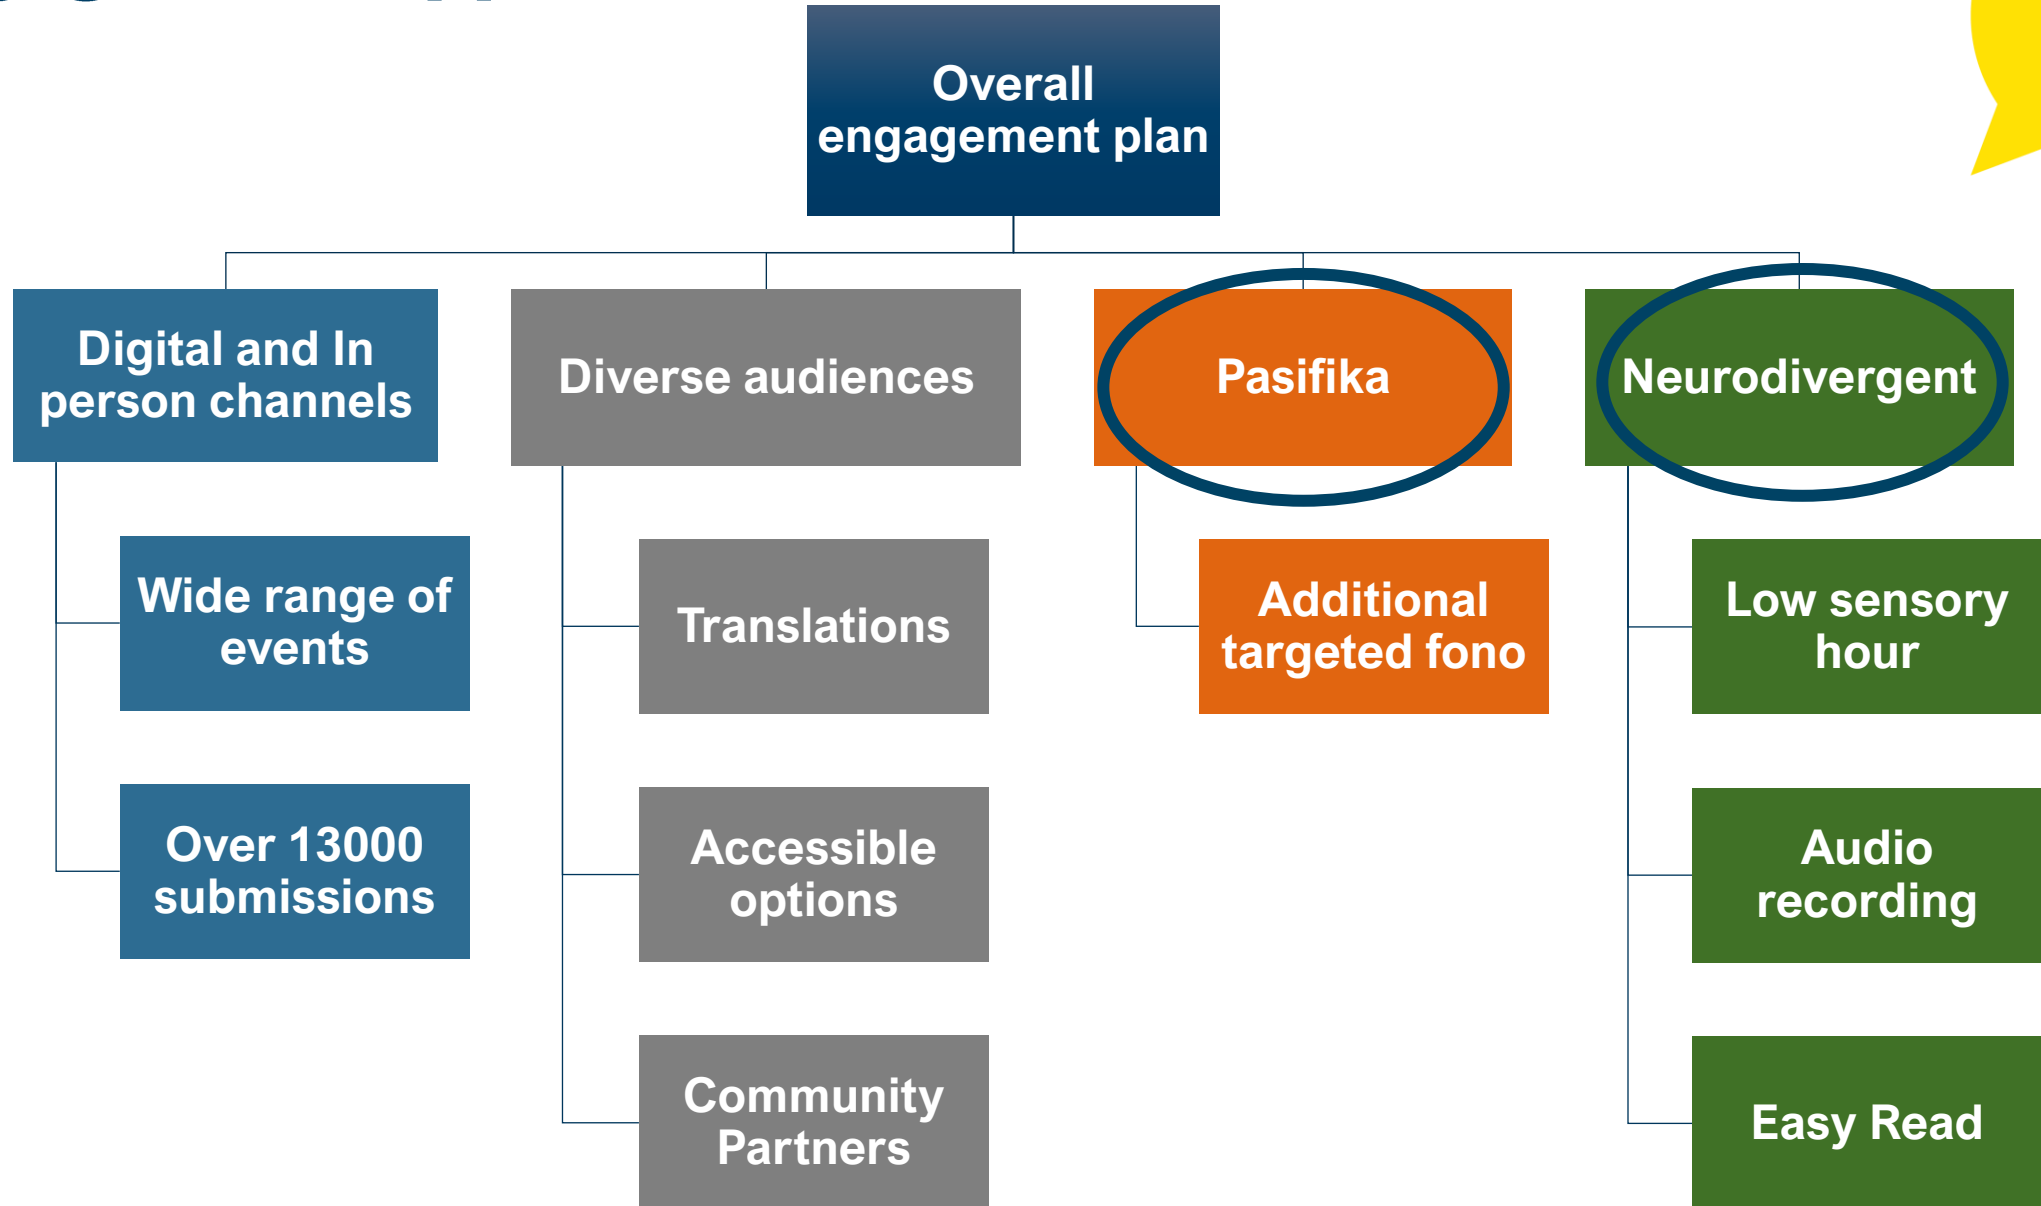 Overall
engagement plan
Digital and In
person channels
Wide range of
events
Over 13000
submissions
Diverse audiences
Translations
Accessible
options
Community
Partners
Pasifika
Additional
targeted fono
Neurodivergent
Low sensory
hour
Audio
recording
Easy Read